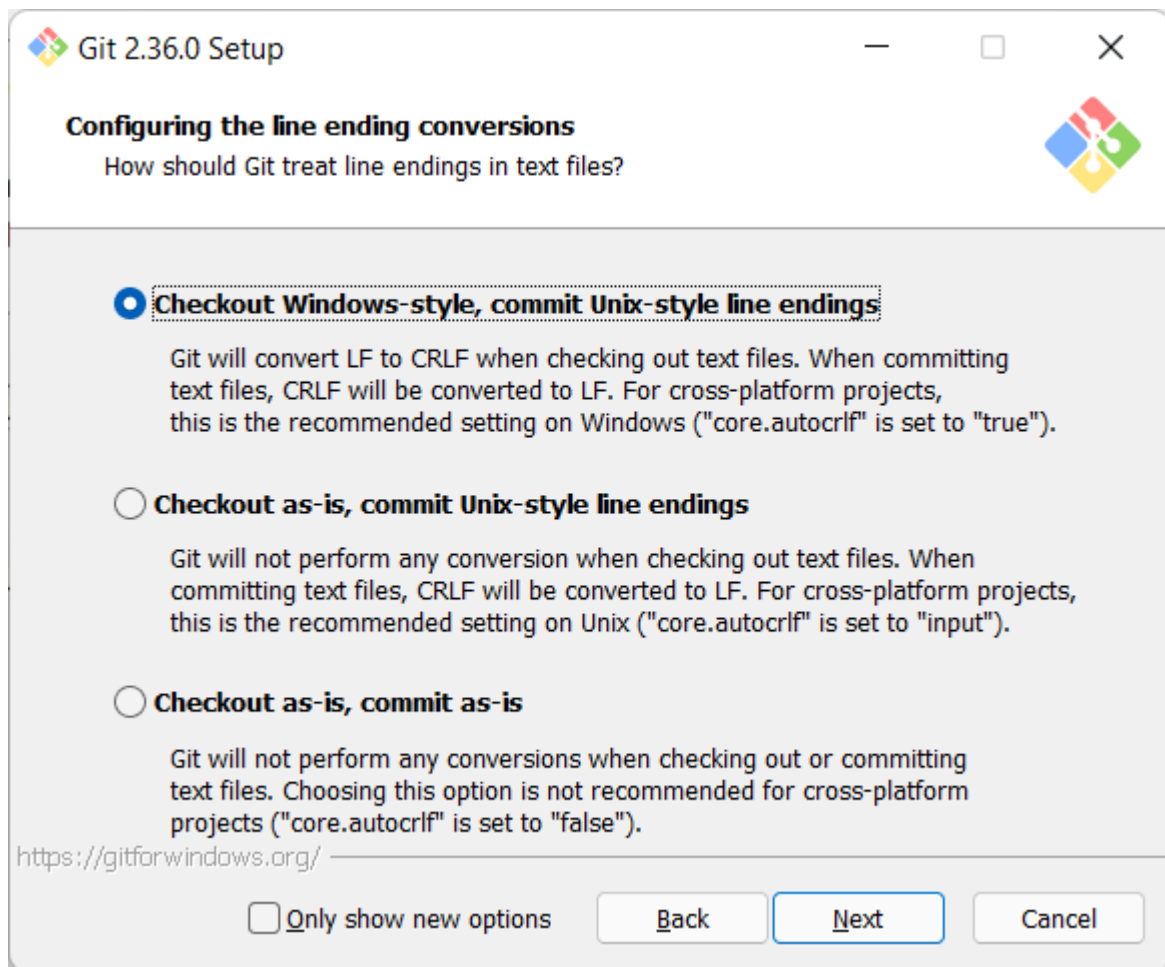 Git 2.36.0 Setup
Configuring the line ending conversions
How should Git treat line endings in text files?
Checkout Windows-style, commit Unix-style line endings
Git will convert LF to CRLF when checking out text files. When committing
text files, CRLF will be converted to LF. For cross-platform projects,
this is the recommended setting on Windows ("core.autocrlf" is set to "true").
Checkout as-is, commit Unix-style line endings
Git will not perform any conversion when checking out text files. When
committing text files, CRLF will be converted to LF. For cross-platform projects,
this is the recommended setting on Unix ("core.autocrlf" is set to "input").
Checkout as-is, commit as-is
Git will not perform any conversions when checking out or committing
text files. Choosing this option is not recommended for cross-platform
projects ("core.autocrlf" is set to "false").
https://gitforwindows.org/
Only show new options
Back
Next
Cancel